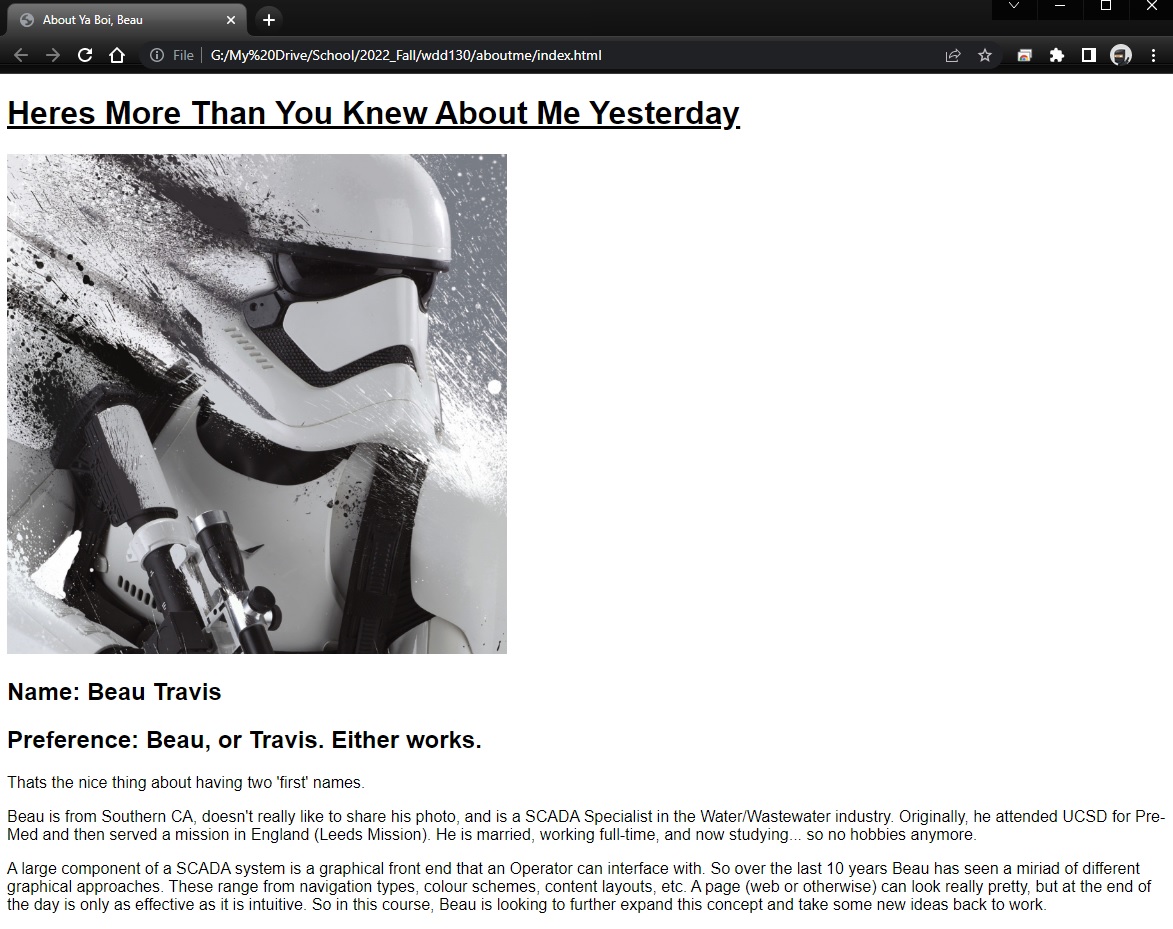 About Ya Boi, Beau
File G:/My%20Drive/School/2022_Fall/wdd130/aboutme/index.html
Heres More Than You Knew About Me Yesterday
Name: Beau Travis
Preference: Beau, or Travis. Either works.
Thats the nice thing about having two 'first' names.
Beau is from Southern CA, doesn't really like to share his photo, and is a SCADA Specialist in the Water/Wastewater industry. Originally, he attended UCSD for Pre-
Med and then served a mission in England (Leeds Mission). He is married, working full-time, and now studying... so no hobbies anymore.
A large component of a SCADA system is a graphical front end that an Operator can interface with. So over the last 10 years Beau has seen a miriad of different
graphical approaches. These range from navigation types, colour schemes, content layouts, etc. A page (web or otherwise) can look really pretty, but at the end of
the day is only as effective as it is intuitive. So in this course, Beau is looking to further expand this concept and take some new ideas back to work.